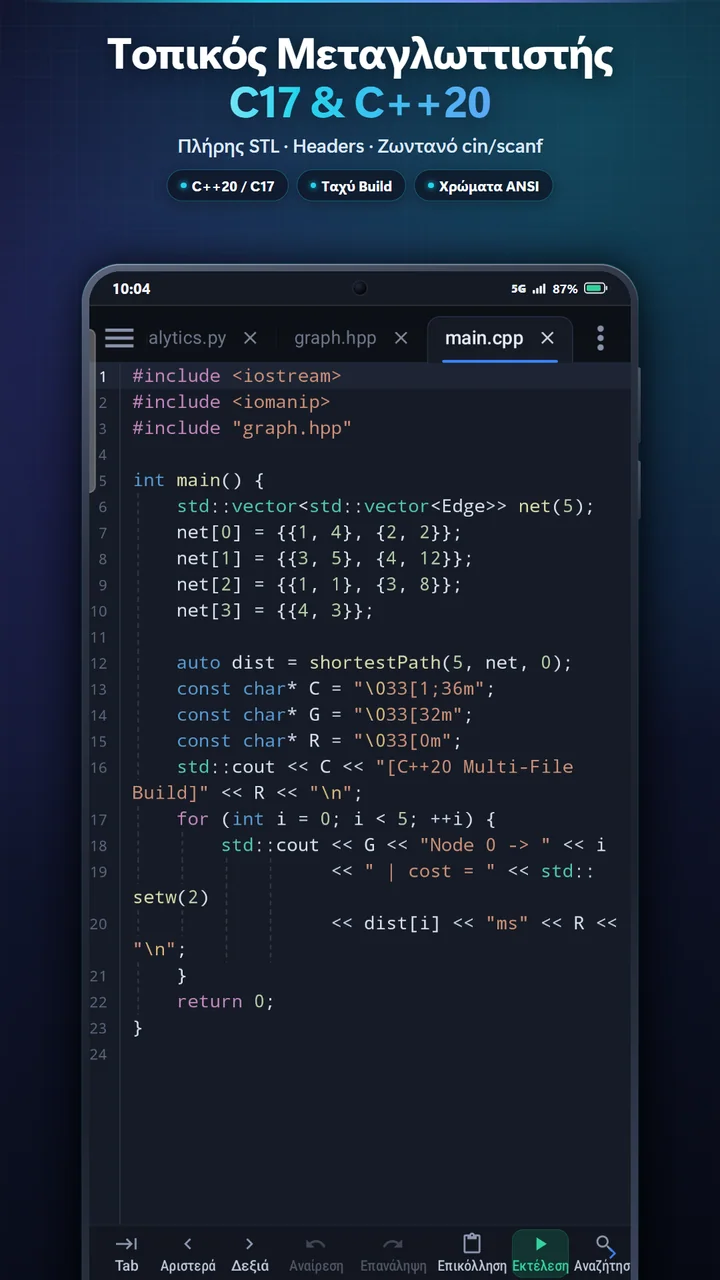 Τοπικός Μεταγλωττιστής
C17 & C++20
Πλήρης STL · Headers · Ζωντανό cin/scanf
C++20 / C17
Ταχύ Build
Χρώματα ANSI
10:04
5G 87%
alytics.py
graph.hpp
main.cpp
1 #include <iostream>
2 #include <iomanip>
3 #include "graph.hpp"
4
5 int main() {
6 std::vector<std::vector<Edge>> net(5);
7 net[0] = {{1, 4}, {2, 2}};
8 net[1] = {{3, 5}, {4, 12}};
9 net[2] = {{1, 1}, {3, 8}};
10 net[3] = {{4, 3}};
11
12 auto dist = shortestPath(5, net, 0);
13 const char* C = "\033[1;36m";
14 const char* G = "\033[32m";
15 const char* R = "\033[0m";
16 std::cout << C << "[C++20 Multi-File
Build]" << R << "\n";
17 for (int i = 0; i < 5; ++i) {
18 std::cout << G << "Node 0 -> " << i
19 << " | cost = " << std::
setw(2)
20 << dist[i] << "ms" << R <<
"\n";
21 }
22 return 0;
23 }
24
Tab
Αριστερά
Δεξιά
Αναίρεση
Επανάληψη
Επικόλληση
Εκτέλεση
Αναζήτησ